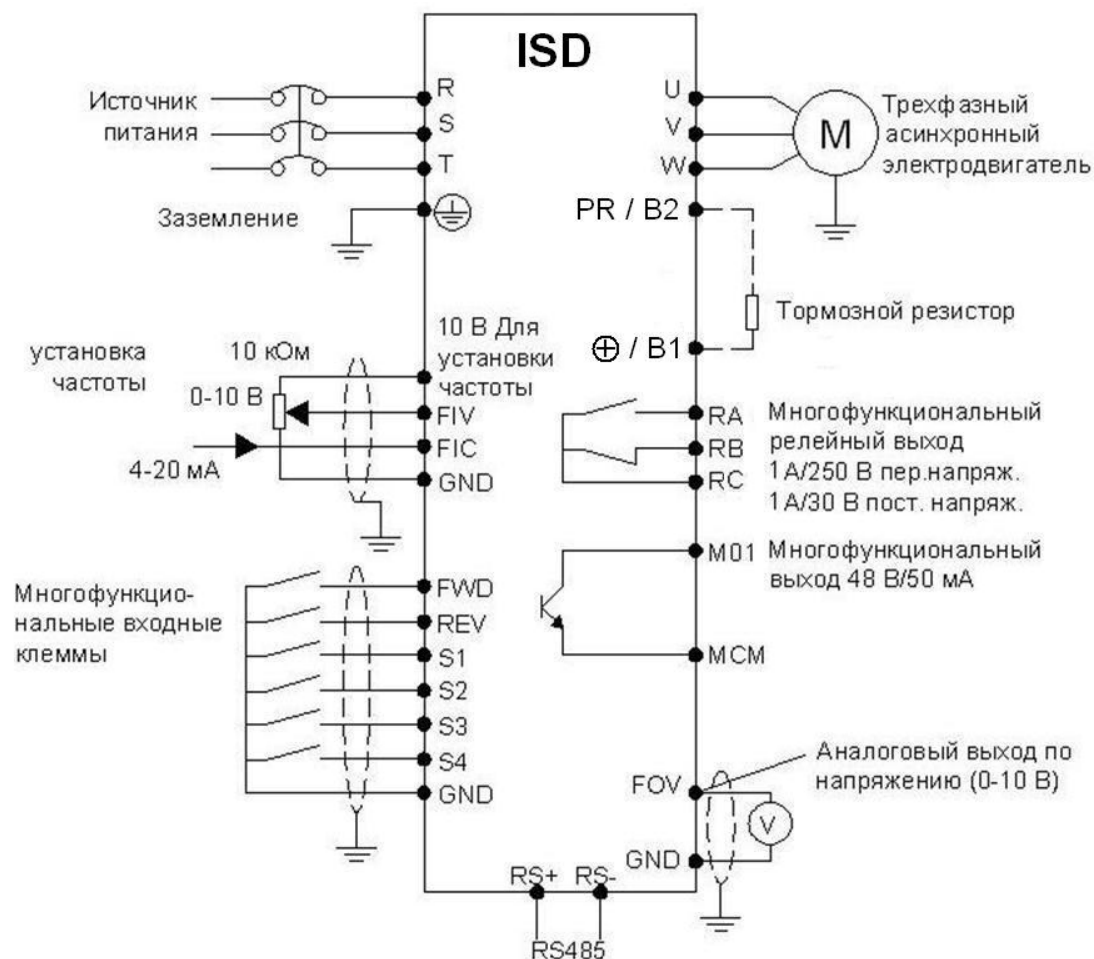 ISD
Источник
питания
R
S
T
Заземление
U
V
W
M
Трехфазный
асинхронный
электродвигатель
PR / B2
Тормозной резистор
⊕ / B1
установка
частоты
10 кОм
0-10 В
4-20 мА
10 В Для
установки
частоты
FIV
FIC
GND
RA
RB
RC
Многофункциональный
релейный выход
1А/250 В пер.напряж.
1А/30 В пост. напряж.
M01
Многофункциональный
выход 48 В/50 мА
MCM
Многофункцио-
нальные входные
клеммы
FWD
REV
S1
S2
S3
S4
GND
FOV
GND
V
Аналоговый выход по
напряжению (0-10 В)
RS+ RS-
RS485